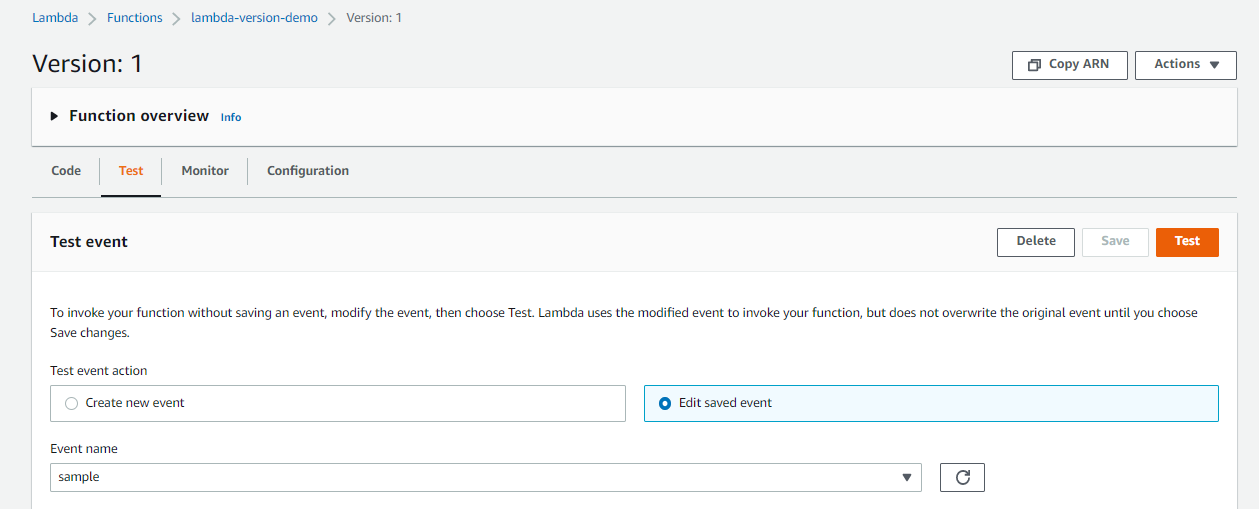 Lambda > Functions > lambda-version-demo > Version: 1
Version: 1
Copy ARN
Actions
Function overview Info
Code
Test
Monitor
Configuration
Test event
Delete
Save
Test
To invoke your function without saving an event, modify the event, then choose Test. Lambda uses the modified event to invoke your function, but does not overwrite the original event until you choose
Save changes.
Test event action
Create new event
Edit saved event
Event name
sample